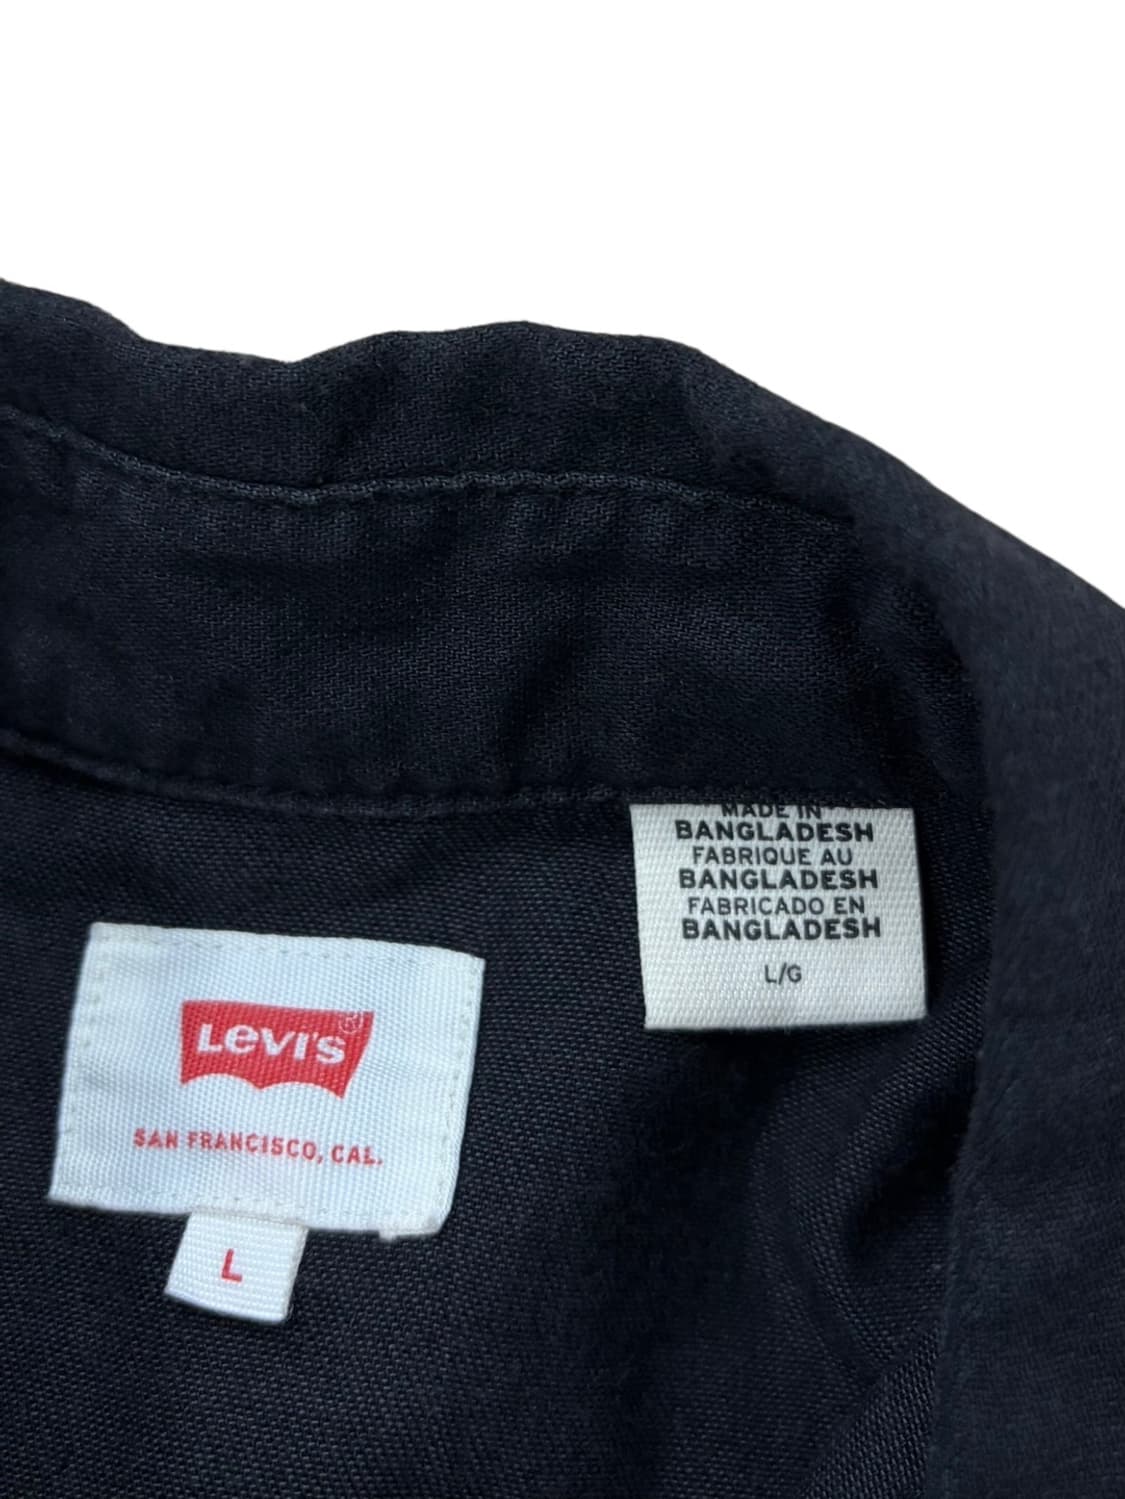 MADE IN
BANGLADESH
FABRIQUE AU
BANGLADESH
FABRICADO EN
BANGLADESH
L/G
Levi's®
SAN FRANCISCO, CAL.
L